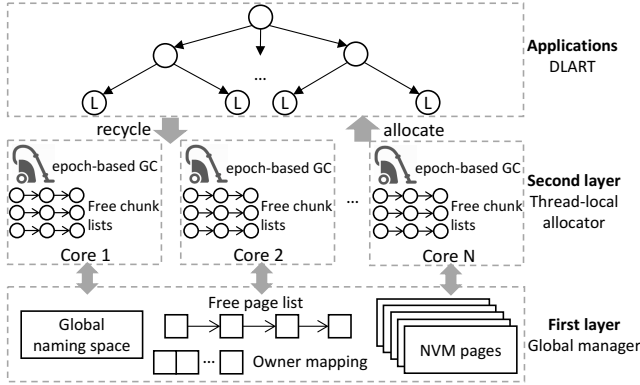 Applications
DLART
...
L
L
L
L
recycle
allocate
epoch-based GC
Free chunk
lists
Core 1
epoch-based GC
Free chunk
lists
Core 2
...
epoch-based GC
Free chunk
lists
Core N
Second layer
Thread-local
allocator
Global
naming space
Free page list
...
Owner mapping
NVM pages
First layer
Global manager